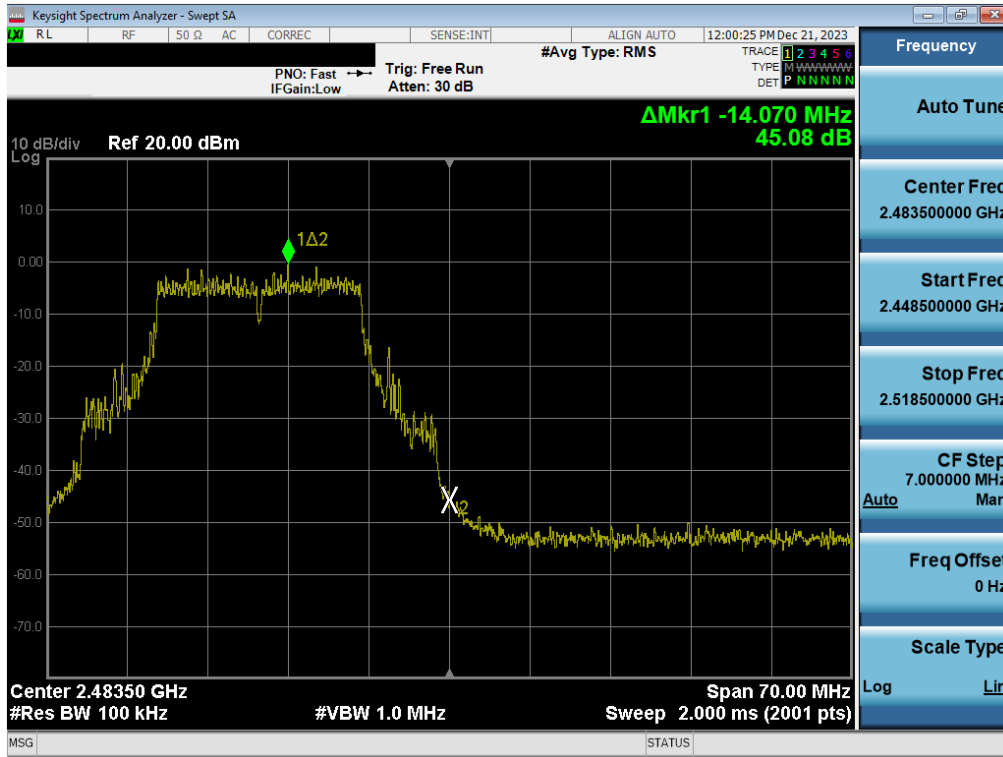 Keysight Spectrum Analyzer - Swept SA
LXI RL RF 50 Ω AC CORREC SENSE:INT ALIGN AUTO 12:00:25 PM Dec 21, 2023
Frequency
#Avg Type: RMS
TRACE 1 2 3 4 5 6
PNO: Fast Trig: Free Run
TYPE MWWWWW
IFGain:Low Atten: 30 dB
DET P N N N N N
Auto Tune
ΔMkr1 -14.070 MHz
45.08 dB
10 dB/div Ref 20.00 dBm
Log
Center Freq
2.483500000 GHz
10.0
1Δ2
0.00
Start Freq
2.448500000 GHz
-10.0
-20.0
Stop Freq
2.518500000 GHz
-30.0
-40.0
CF Step
7.000000 MHz
Auto Man
X2
-50.0
Freq Offset
0 Hz
-60.0
-70.0
Scale Type
Log Lin
Center 2.48350 GHz Span 70.00 MHz
#Res BW 100 kHz #VBW 1.0 MHz Sweep 2.000 ms (2001 pts)
MSG STATUS